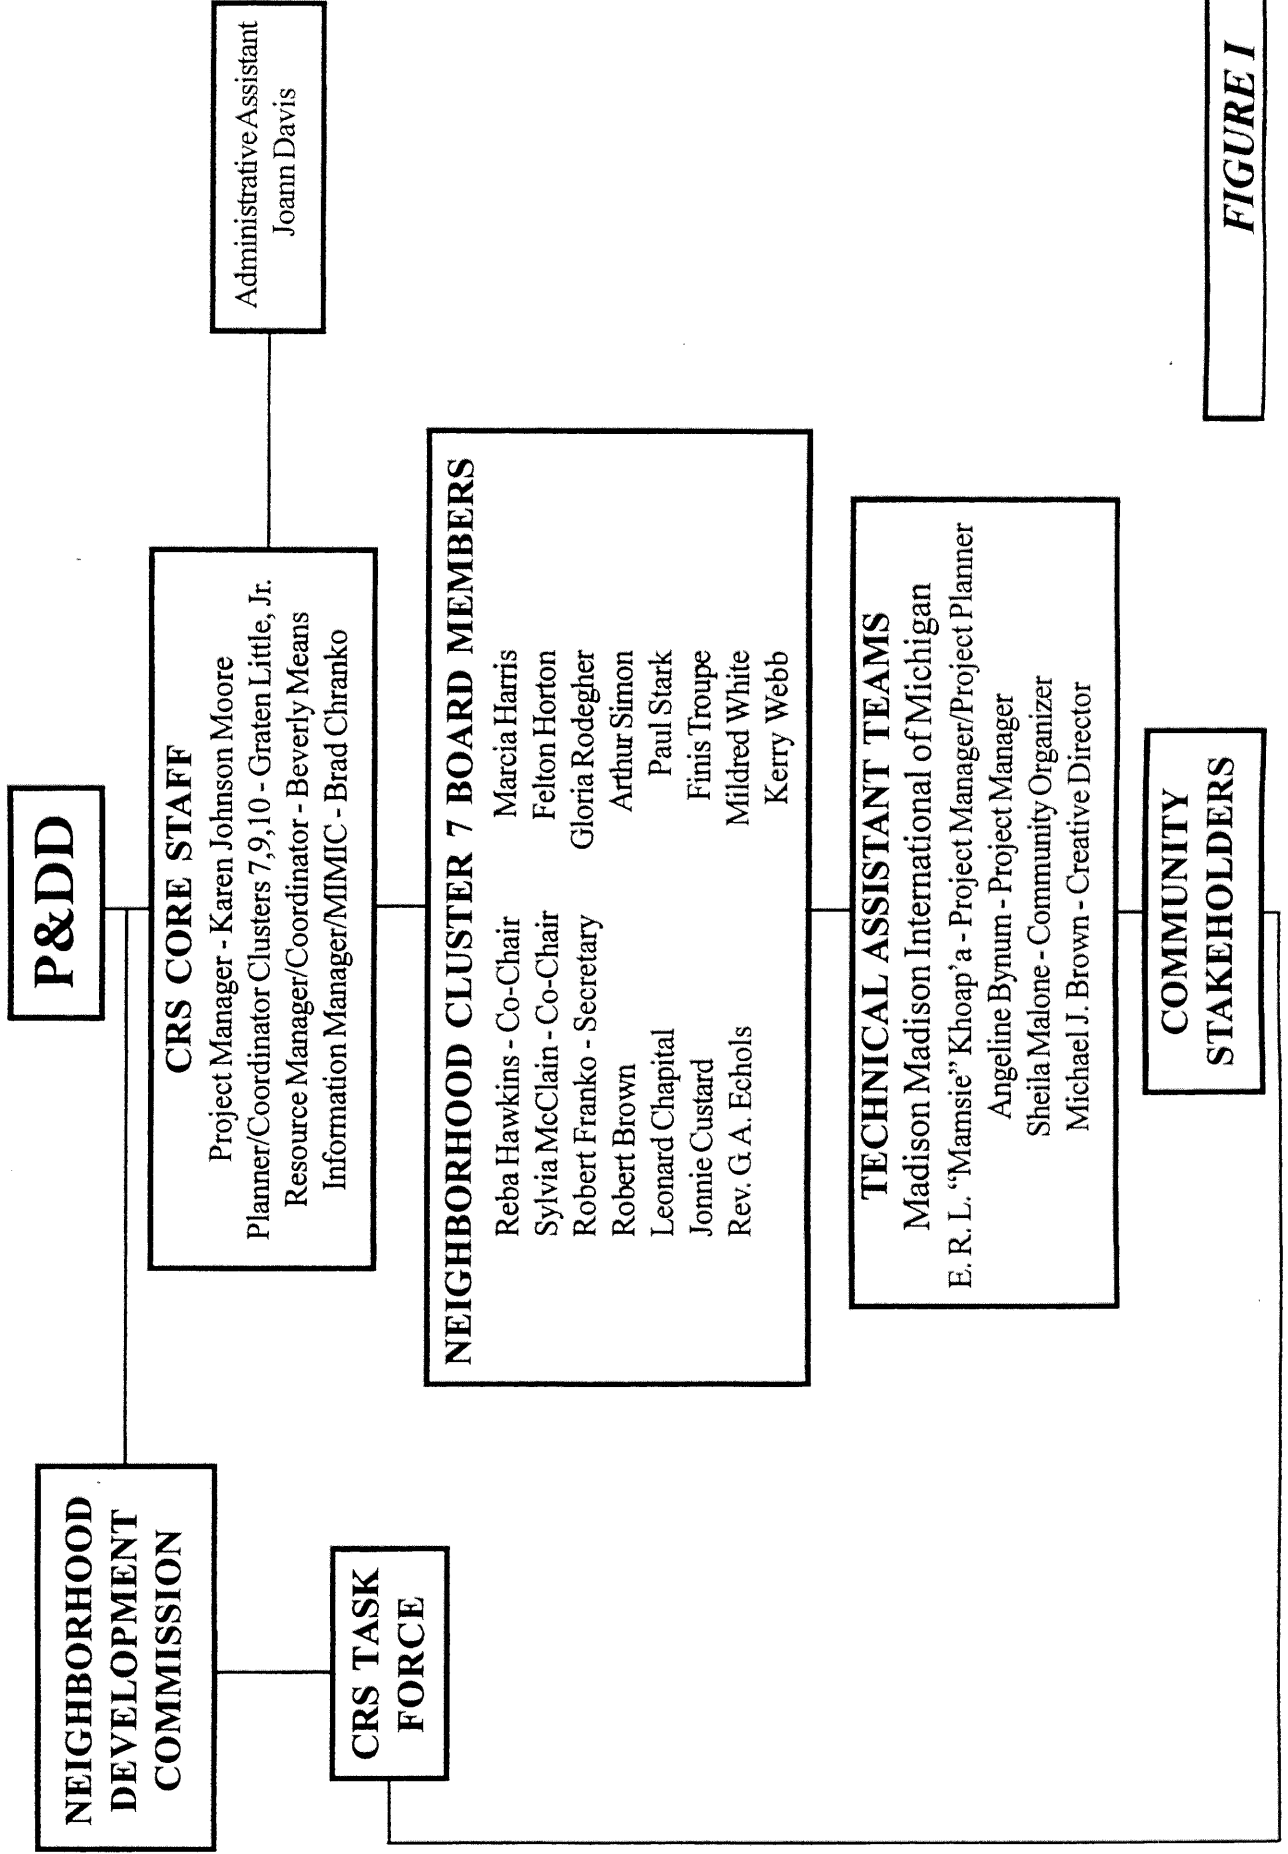 P&DD
NEIGHBORHOOD
DEVELOPMENT
COMMISSION
CRS CORE STAFF
Project Manager - Karen Johnson Moore
Planner/Coordinator Clusters 7,9,10 - Graten Little, Jr.
Resource Manager/Coordinator - Beverly Means
Information Manager/MIMIC - Brad Chranko
Administrative Assistant
Joann Davis
CRS TASK
FORCE
NEIGHBORHOOD CLUSTER 7 BOARD MEMBERS
Reba Hawkins - Co-Chair
Sylvia McClain - Co-Chair
Robert Franko - Secretary
Robert Brown
Leonard Chapital
Jonnie Custard
Rev. G. A. Echols
Marcia Harris
Felton Horton
Gloria Rodegher
Arthur Simon
Paul Stark
Finis Troupe
Mildred White
Kerry Webb
TECHNICAL ASSISTANT TEAMS
Madison Madison International of Michigan
E. R. L. “Mamsie” Khoap’a - Project Manager/Project Planner
Angeline Bynum - Project Manager
Sheila Malone - Community Organizer
Michael J. Brown - Creative Director
COMMUNITY
STAKEHOLDERS
FIGURE I